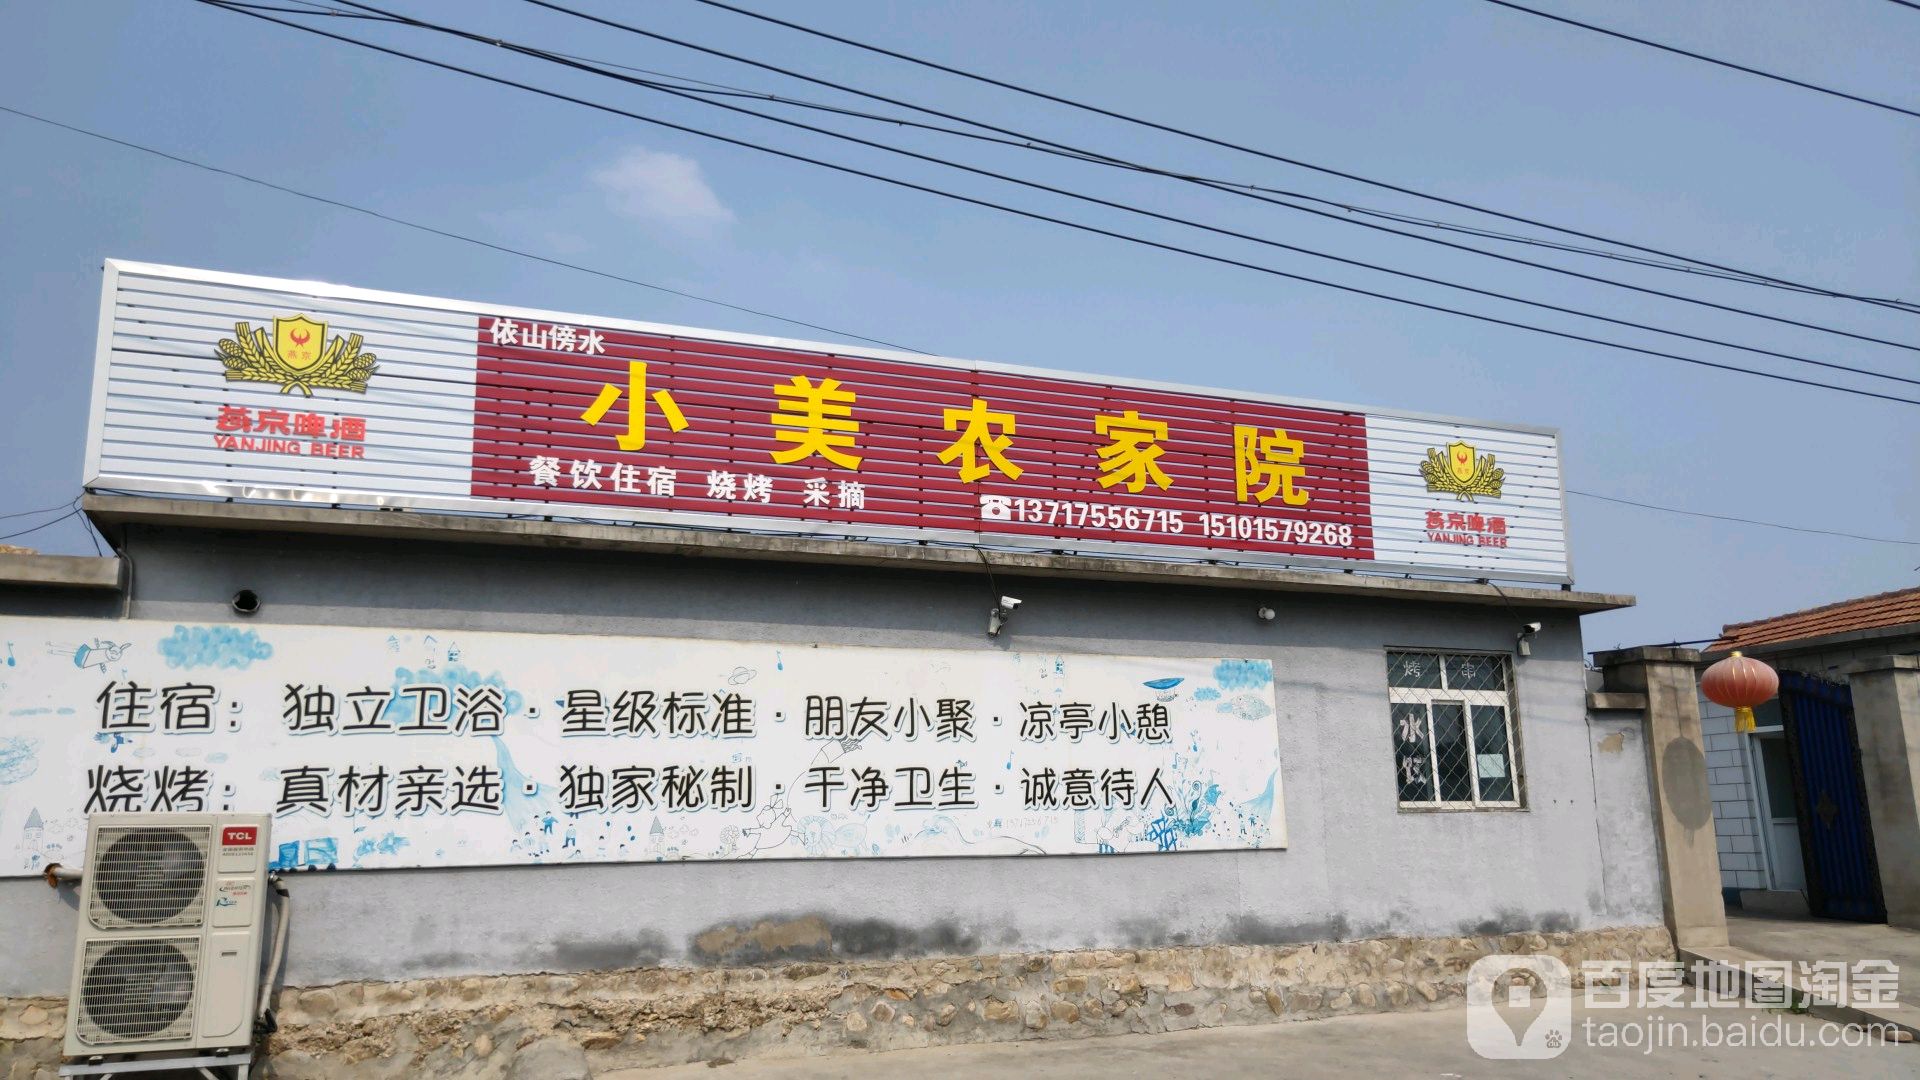 依山傍水
小美农家院
餐饮住宿 烧烤 采摘
☎13717556715 15101579268
燕京
燕京啤酒
YANJING BEER
燕京
燕京啤酒
YANJING BEER
住宿：独立卫浴·星级标准·朋友小聚·凉亭小憩
烧烤：真材亲选·独家秘制·干净卫生·诚意待人
烤串
水饺
TCL
百度地图淘金
taojin.baidu.com